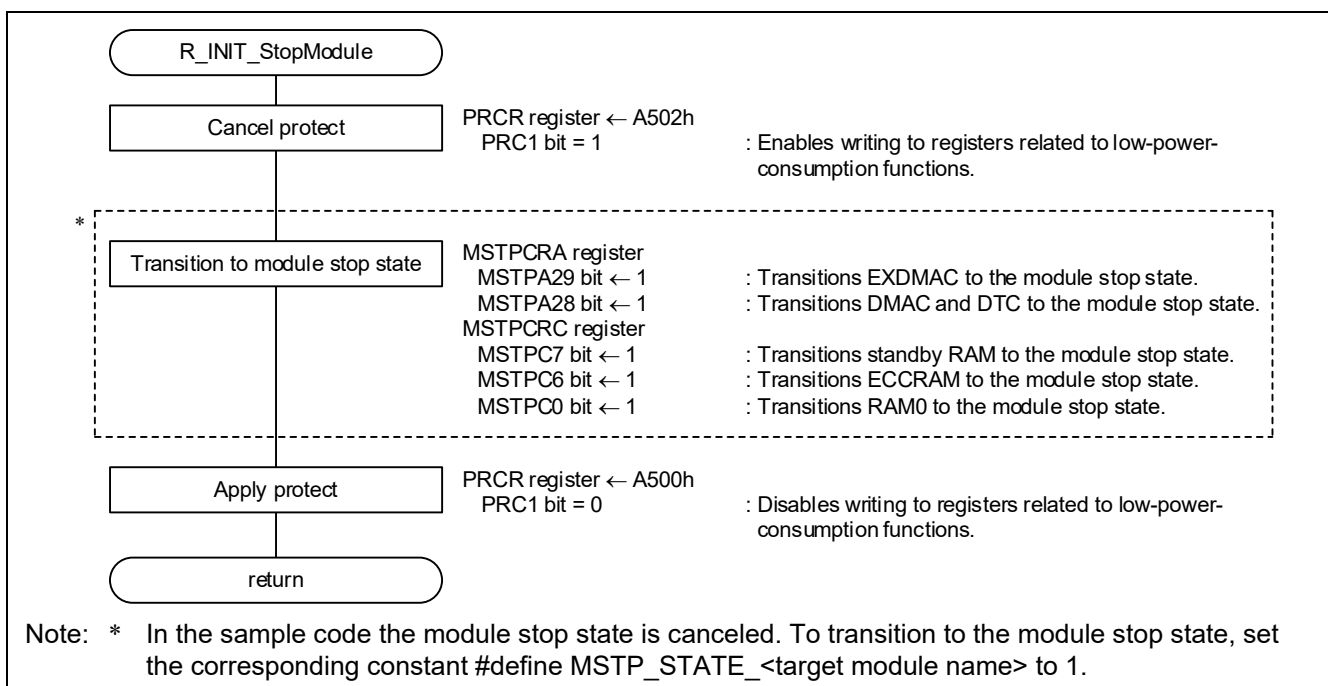 R_INIT_StopModule
Cancel protect
PRCR register ← A502h
PRC1 bit = 1 : Enables writing to registers related to low-power-
consumption functions.
*
Transition to module stop state
MSTPCRA register
MSTPA29 bit ← 1 : Transitions EXDMAC to the module stop state.
MSTPA28 bit ← 1 : Transitions DMAC and DTC to the module stop state.
MSTPCRC register
MSTPC7 bit ← 1 : Transitions standby RAM to the module stop state.
MSTPC6 bit ← 1 : Transitions ECCRAM to the module stop state.
MSTPC0 bit ← 1 : Transitions RAM0 to the module stop state.
Apply protect
PRCR register ← A500h
PRC1 bit = 0 : Disables writing to registers related to low-power-
consumption functions.
return
Note: * In the sample code the module stop state is canceled. To transition to the module stop state, set
the corresponding constant #define MSTP_STATE_<target module name> to 1.